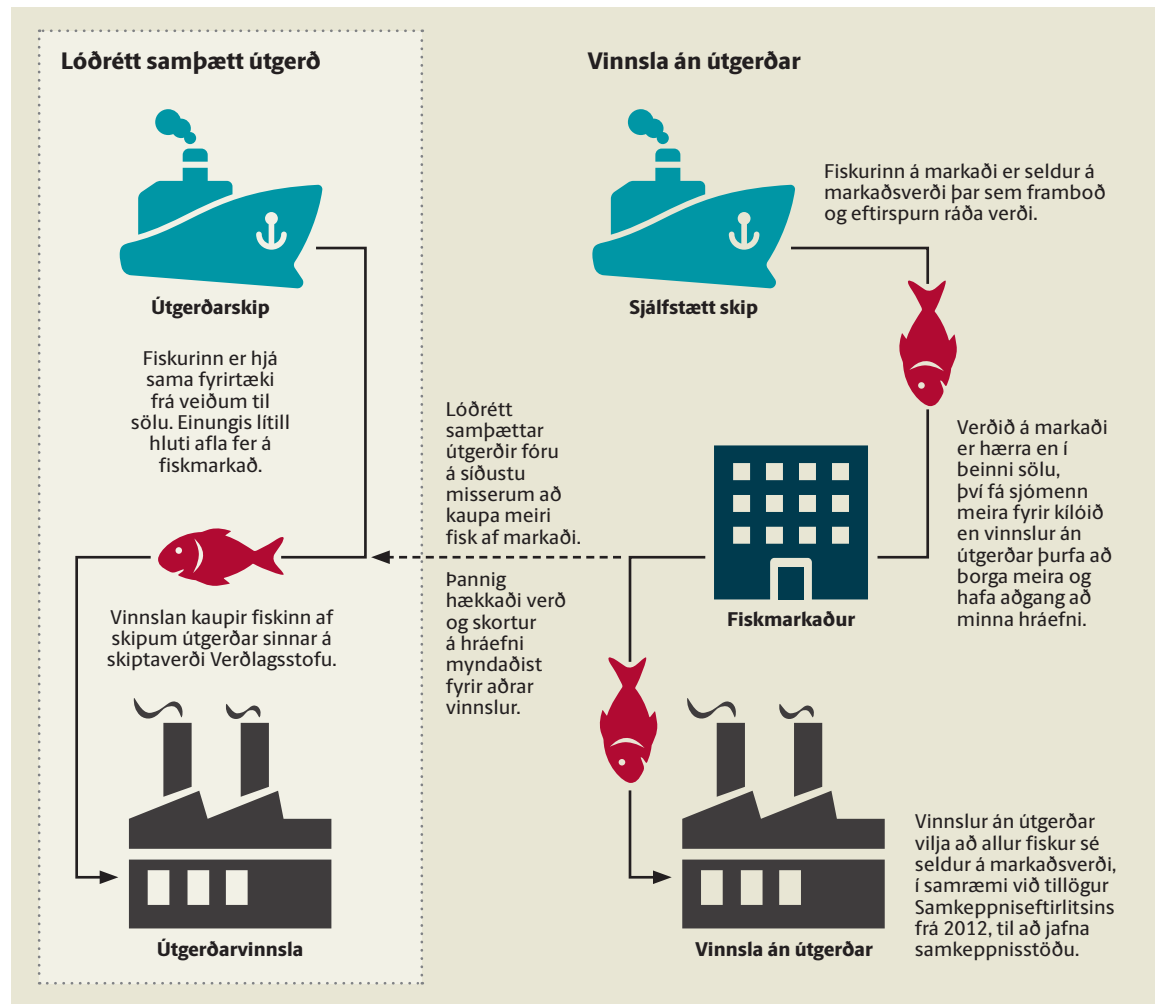 Lóðrétt samþætt útgerð
Útgerðarskip
Fiskurinn er hjá
sama fyrirtæki
frá veiðum til
sölu. Einungis lítill
hluti afla fer á
fiskmarkað.
Vinnslan kaupir fiskinn af
skipum útgerðar sinnar á
skiptaverði Verðlagsstofu.
Útgerðarvinnsla
Lóðrétt
samþættar
útgerðir fóru
á síðustu
misserum að
kaupa meiri
fisk af markaði.
Þannig
hækkaði verð
og skortur
á hráefni
myndaðist
fyrir aðrar
vinnslur.
Vinnsla án útgerðar
Sjálfstætt skip
Fiskurinn á markaði er seldur á
markaðsverði þar sem framboð
og eftirspurn ráða verði.
Verðið á markaði
er hærra en í
beinni sölu,
því fá sjómenn
meira fyrir kílóið
en vinnslur án
útgerðar þurfa að
borga meira og
hafa aðgang að
minna hráefni.
Fiskmarkaður
Vinnsla án útgerðar
Vinnslur án útgerðar
vilja að allur fiskur sé
seldur á markaðsverði,
í samræmi við tillögur
Samkeppniseftirlitsins
frá 2012, til að jafna
samkeppnisstöðu.